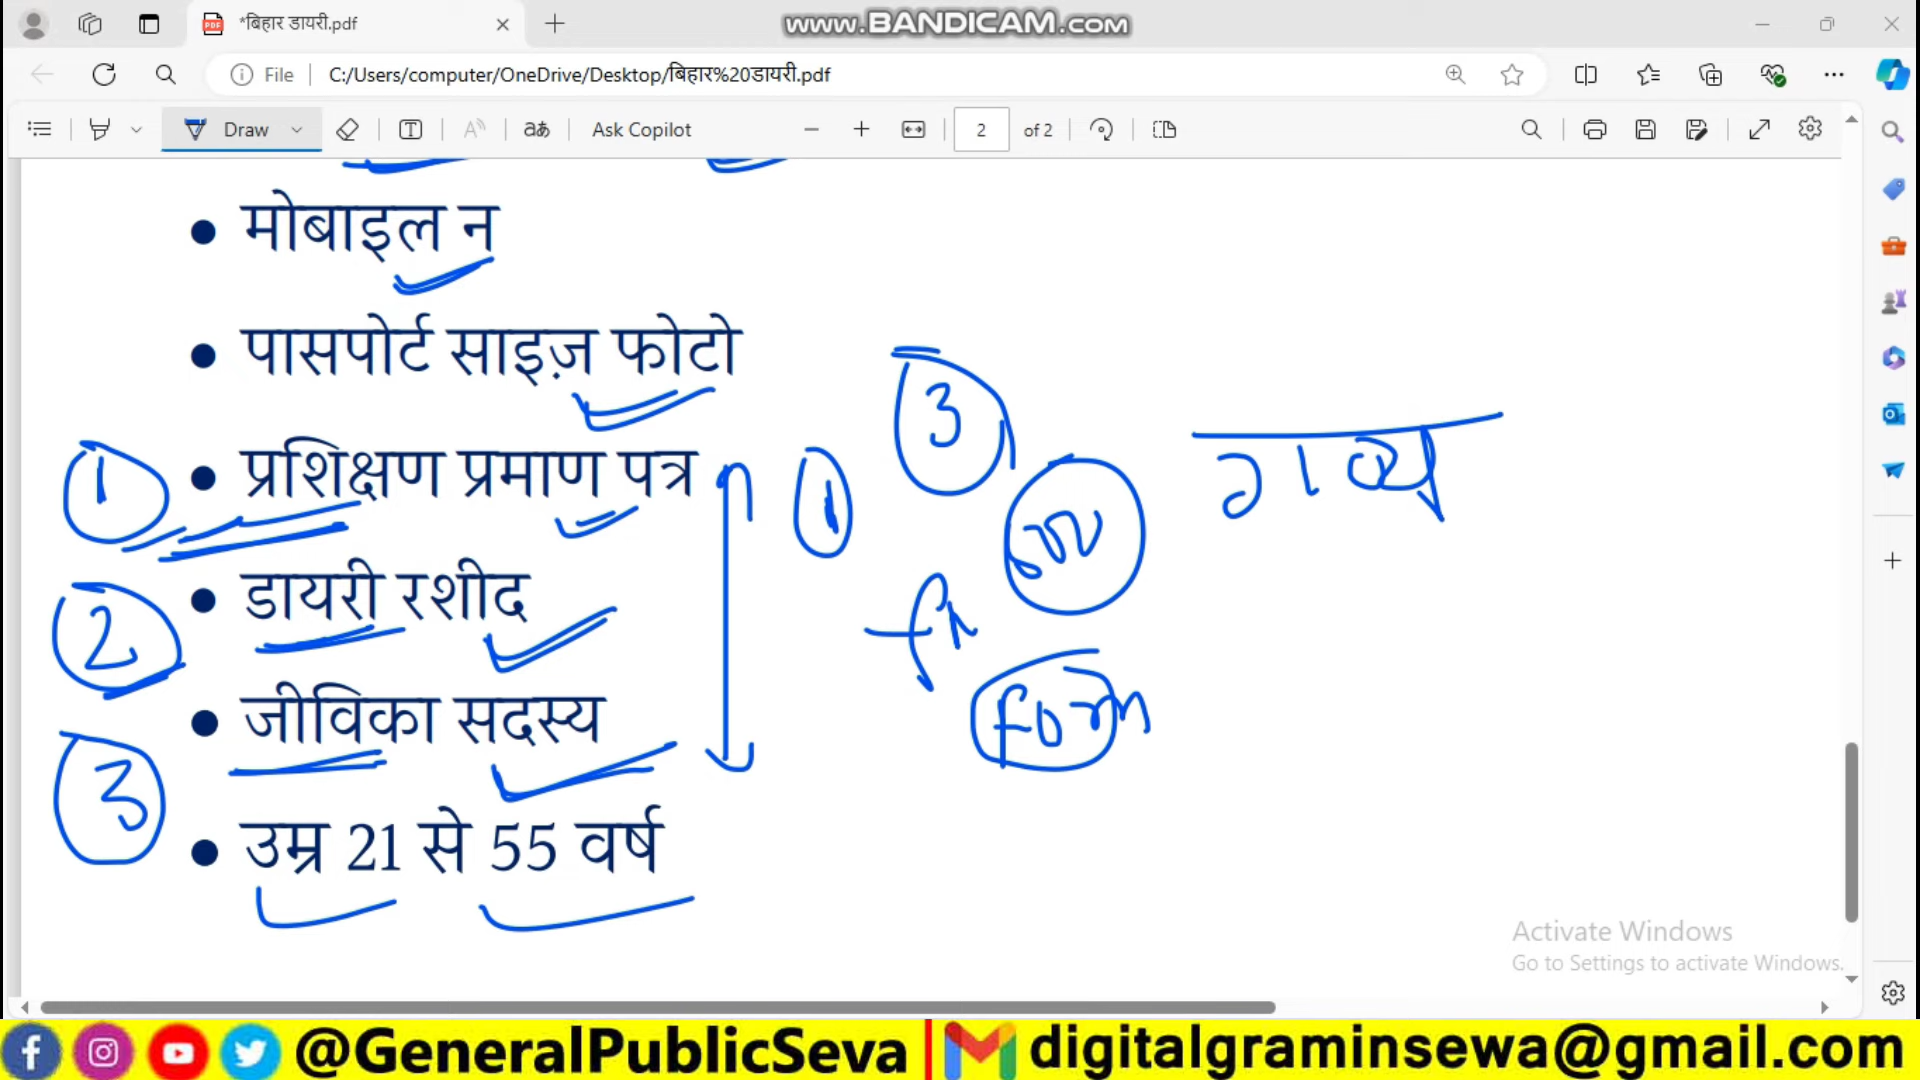 *बिहार डायरी.pdf
www.BANDICAM.com
File
C:/Users/computer/OneDrive/Desktop/बिहार%20डायरी.pdf
Draw
Ask Copilot
2
of 2
मोबाइल न
पासपोर्ट साइज़ फोटो
3
1
प्रशिक्षण प्रमाण पत्र
1
गव्य
2
डायरी रशीद
form
जीविका सदस्य
3
उम्र 21 से 55 वर्ष
Activate Windows
Go to Settings to activate Windows.
@GeneralPublicSeva
digitalgraminsewa@gmail.com